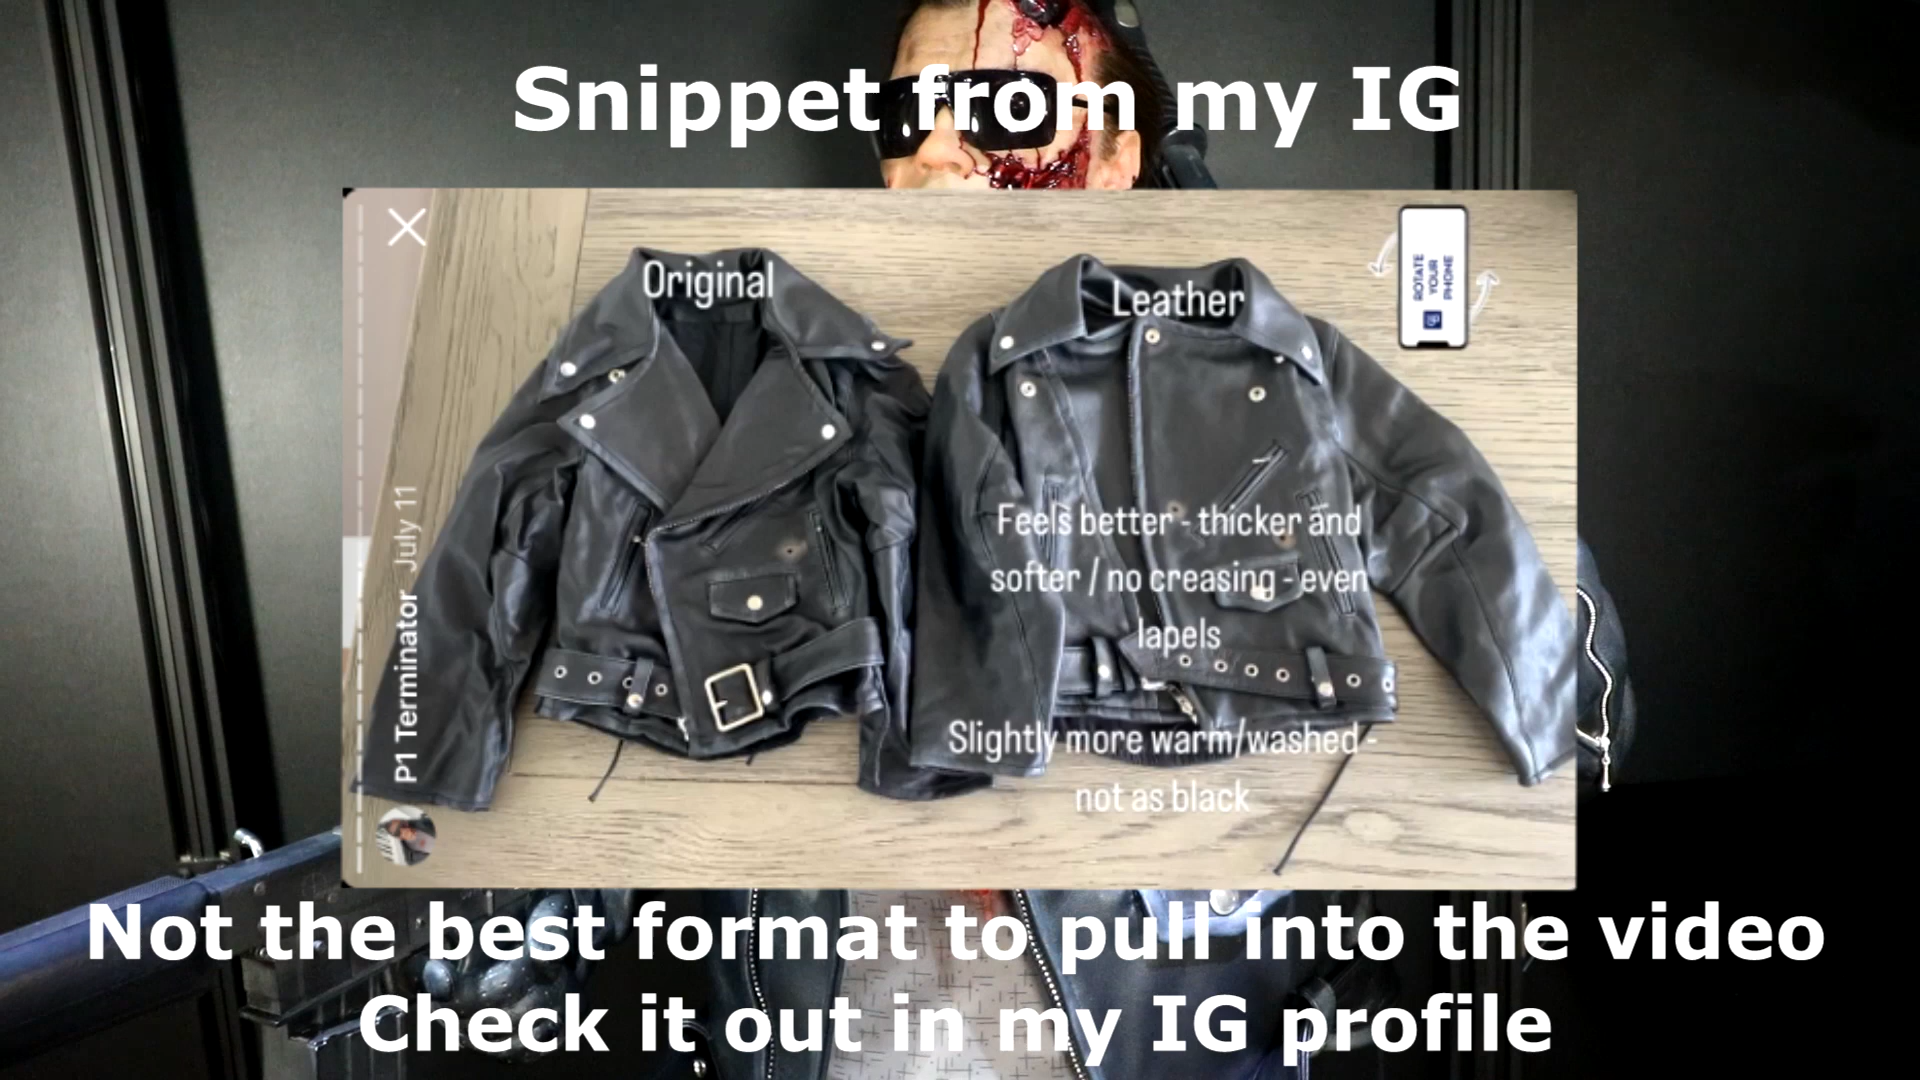 Snippet from my IG
Original
Leather
ROTATE
YOUR
PHONE
Feels better - thicker and
softer / no creasing - even
lapels
Slightly more warm/washed -
not as black
P1 Terminator July 11
Not the best format to pull into the video
Check it out in my IG profile